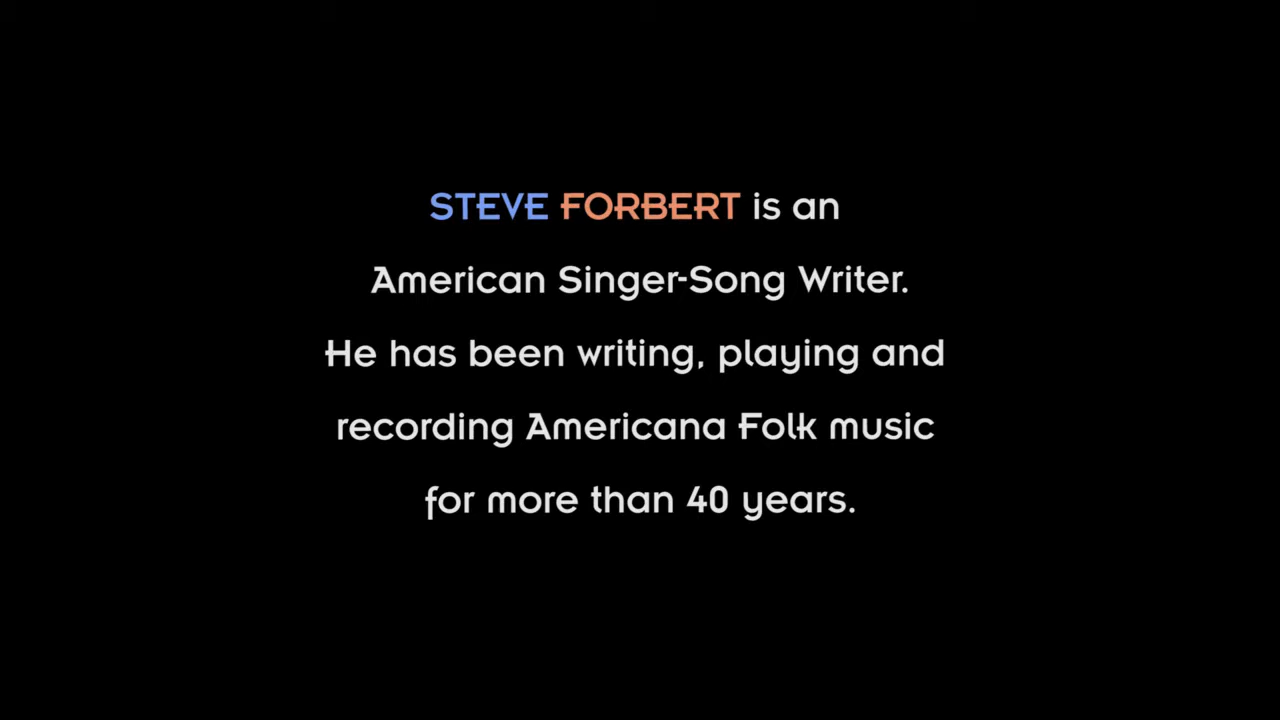 STEVE FORBERT is an
American Singer-Song Writer.
He has been writing, playing and
recording Americana Folk music
for more than 40 years.